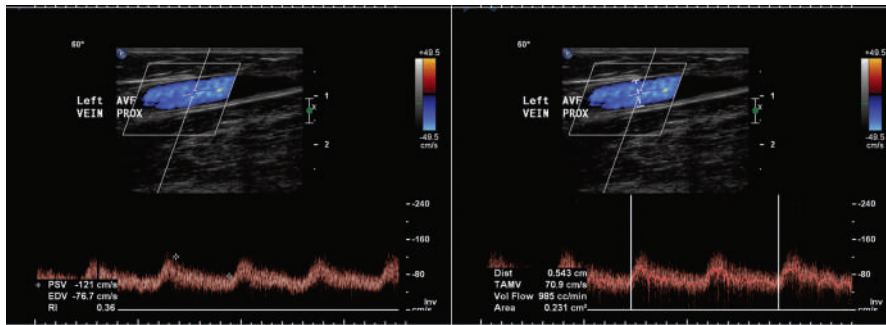 60°
+49.5
Left AVF
VEIN PROX
1
x
-49.5
cm/s
2
-240
-160
-80
Inv
cm/s
PSV -121 cm/s
EDV -76.7 cm/s
RI 0.36
60°
+49.5
Left AVF
VEIN PROX
1
x
-49.5
cm/s
2
-240
-160
-80
Inv
cm/s
Dist 0.543 cm
TAMV 70.9 cm/s
Vol Flow 985 cc/min
Area 0.231 cm²